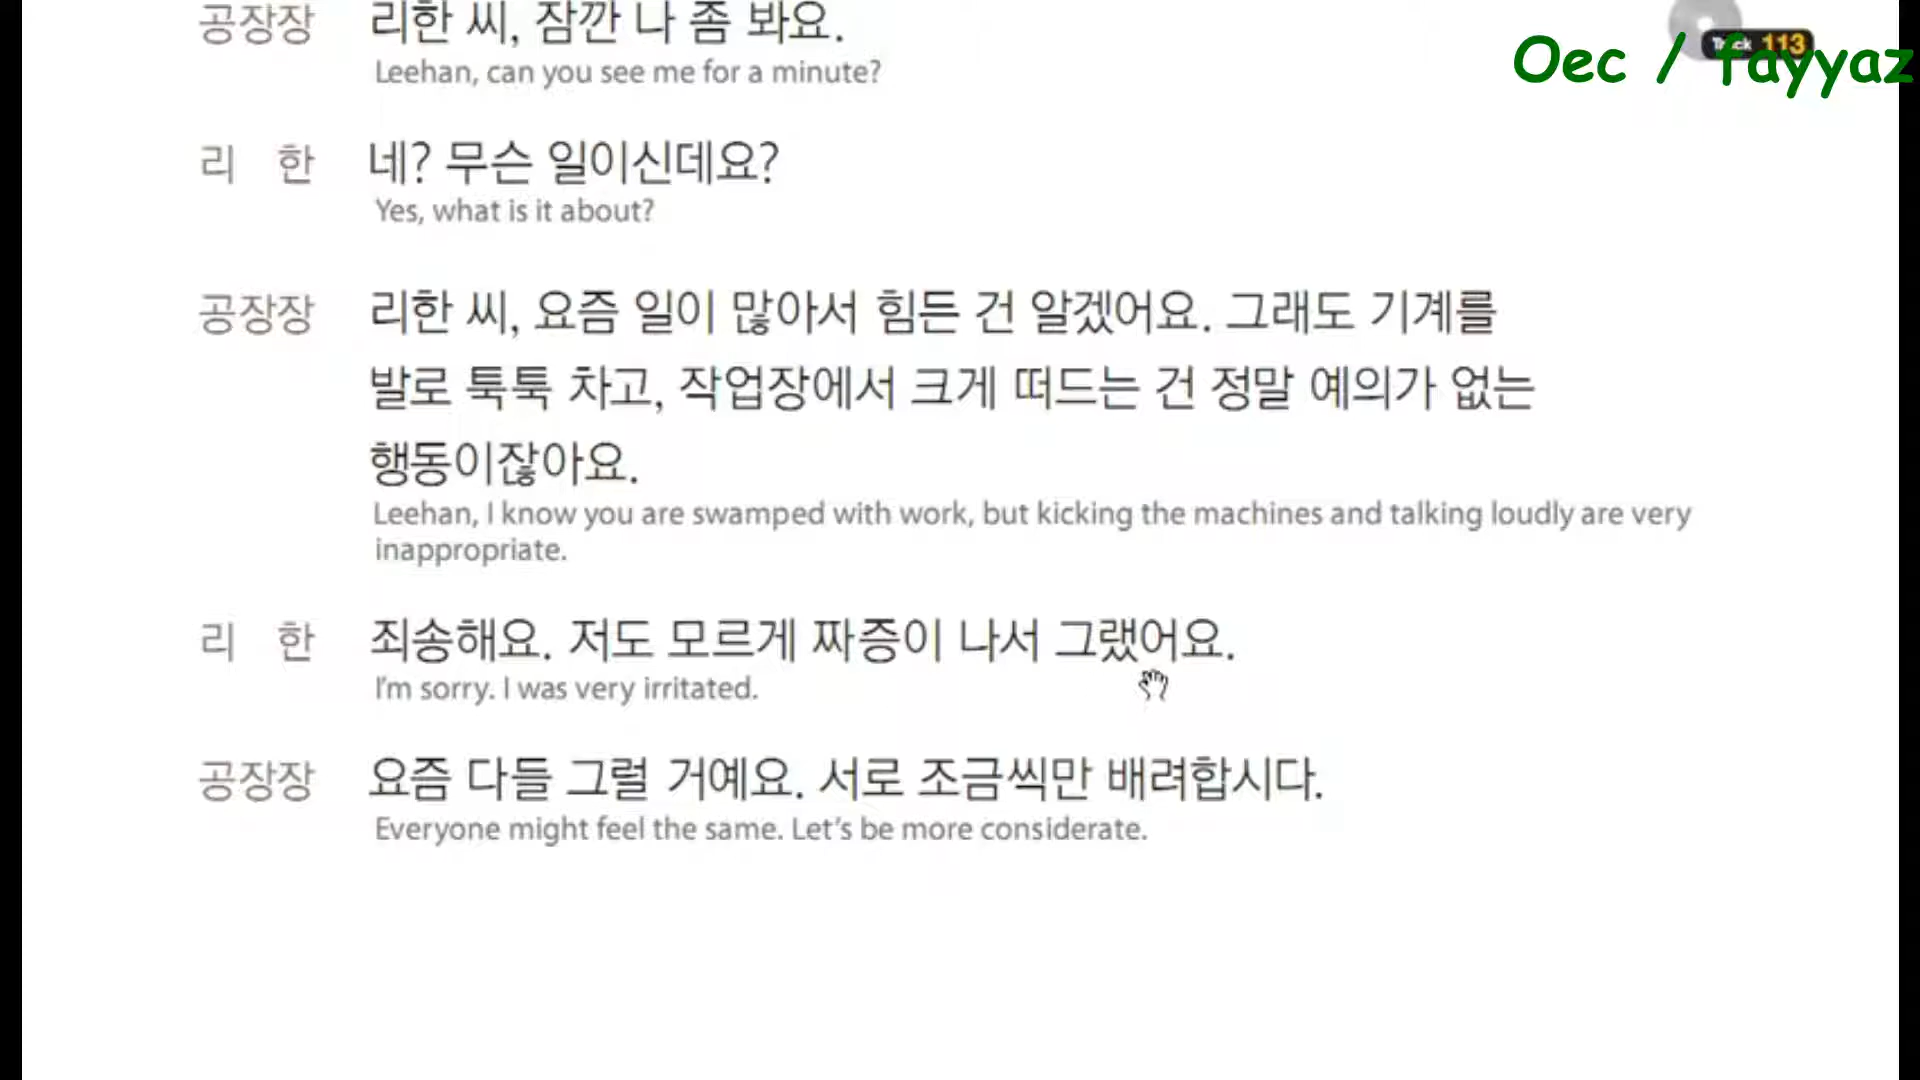 공장장 리한 씨, 잠깐 나 좀 봐요.
Leehan, can you see me for a minute?
Track 113
Oec / fayyaz
리 한 네? 무슨 일이신데요?
Yes, what is it about?
공장장 리한 씨, 요즘 일이 많아서 힘든 건 알겠어요. 그래도 기계를
발로 툭툭 차고, 작업장에서 크게 떠드는 건 정말 예의가 없는
행동이잖아요.
Leehan, I know you are swamped with work, but kicking the machines and talking loudly are very
inappropriate.
리 한 죄송해요. 저도 모르게 짜증이 나서 그랬어요.
I'm sorry. I was very irritated.
공장장 요즘 다들 그럴 거예요. 서로 조금씩만 배려합시다.
Everyone might feel the same. Let's be more considerate.